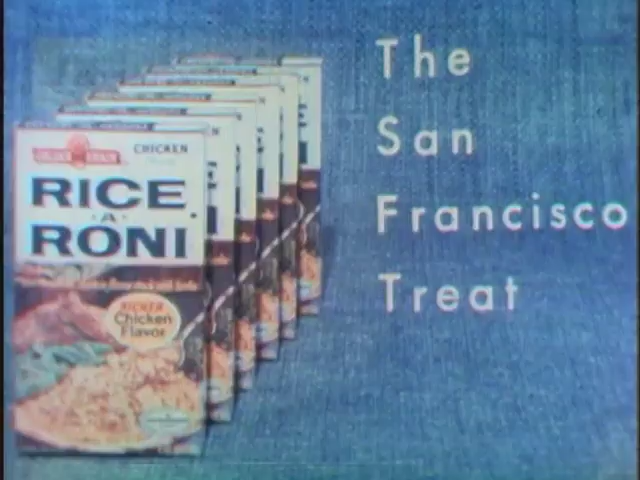 GOLDEN GRAIN
CHICKEN
RICE
A
RONI
RICHER
Chicken
Flavor
The
San
Francisco
Treat